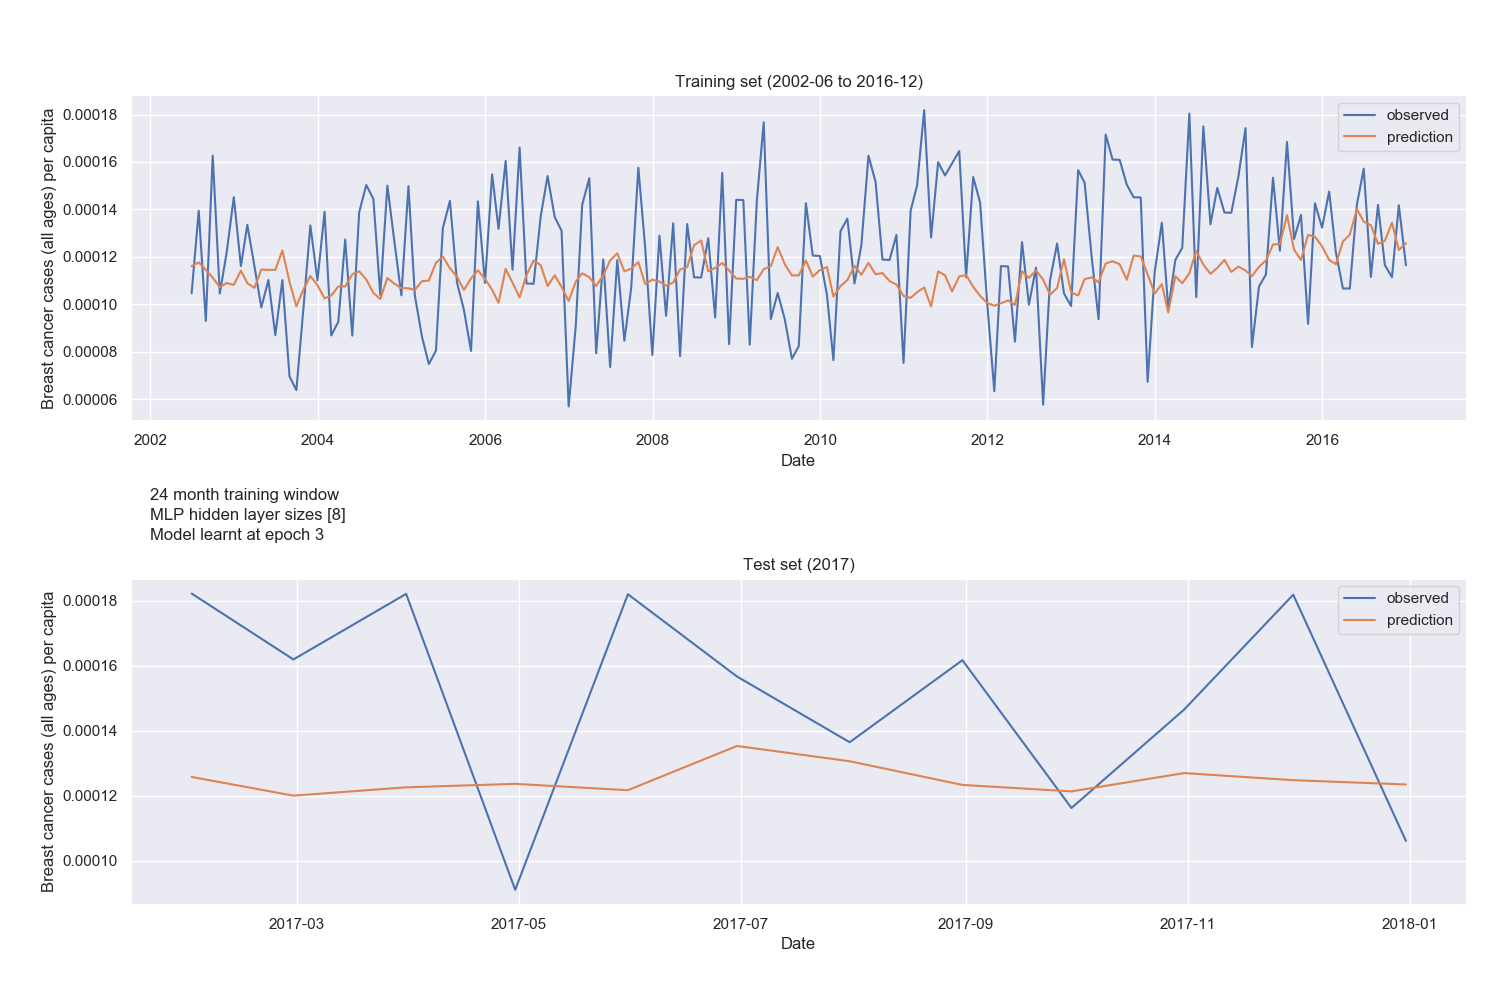 Training set (2002-06 to 2016-12)
Breast cancer cases (all ages) per capita
0.00018
0.00016
0.00014
0.00012
0.00010
0.00008
0.00006
observed
prediction
2002 2004 2006 2008 2010 2012 2014 2016
Date
24 month training window
MLP hidden layer sizes [8]
Model learnt at epoch 3
Test set (2017)
Breast cancer cases (all ages) per capita
0.00018
0.00016
0.00014
0.00012
0.00010
observed
prediction
2017-03 2017-05 2017-07 2017-09 2017-11 2018-01
Date